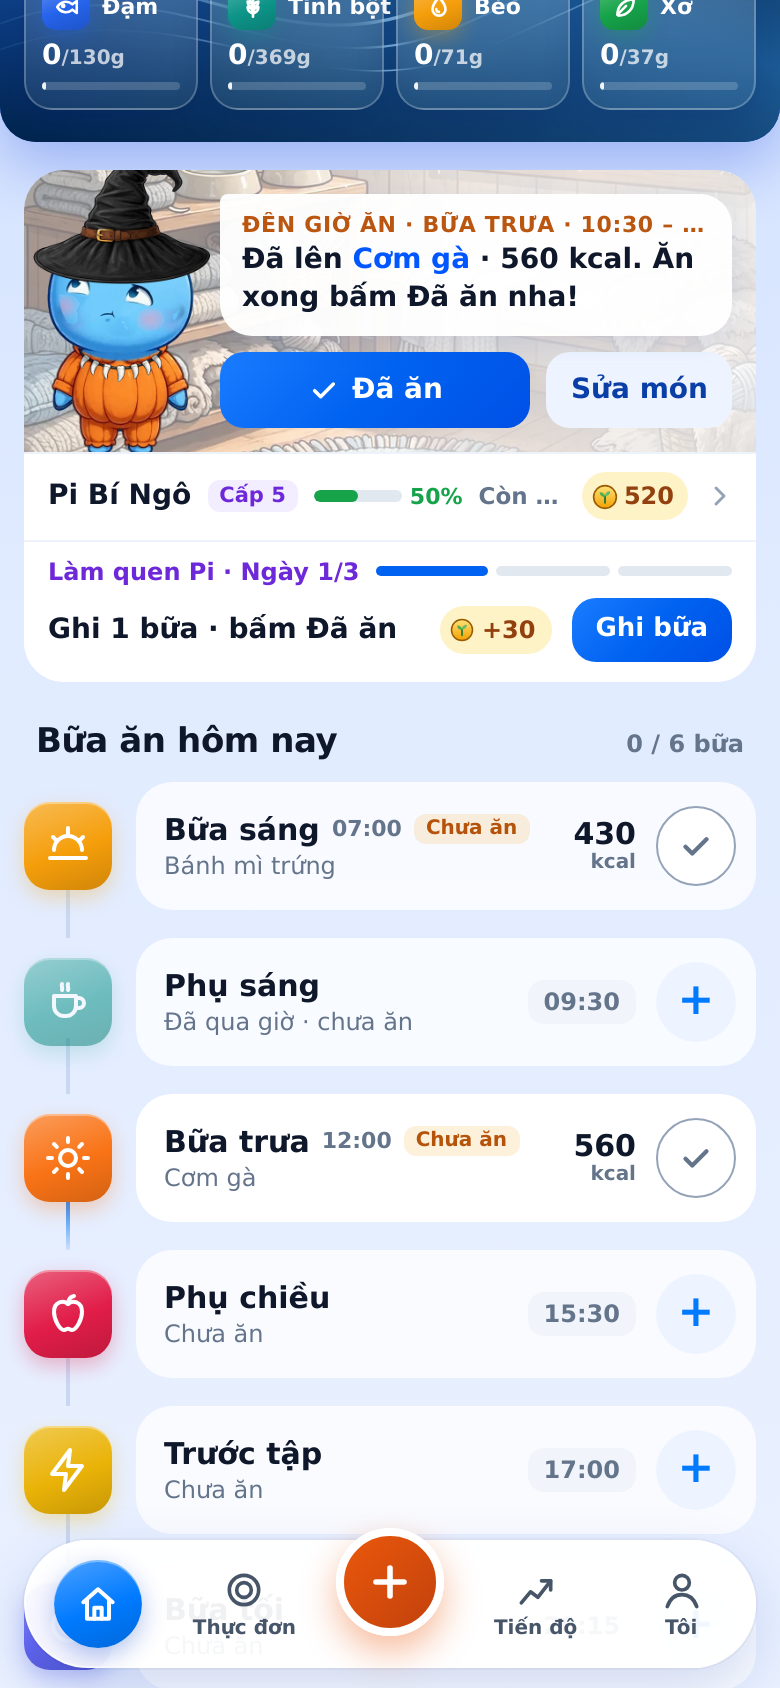 Đạm
Tinh bột
Béo
Xơ
0/130g
0/369g
0/71g
0/37g
ĐẾN GIỜ ĂN · BỮA TRƯA · 10:30 – …
Đã lên Cơm gà · 560 kcal. Ăn
xong bấm Đã ăn nha!
Đã ăn
Sửa món
Pi Bí Ngô
Cấp 5
50%
Còn …
520
Làm quen Pi · Ngày 1/3
Ghi 1 bữa · bấm Đã ăn
+30
Ghi bữa
Bữa ăn hôm nay
0 / 6 bữa
Bữa sáng 07:00 Chưa ăn
Bánh mì trứng
430
kcal
Phụ sáng
Đã qua giờ · chưa ăn
09:30
Bữa trưa 12:00 Chưa ăn
Cơm gà
560
kcal
Phụ chiều
Chưa ăn
15:30
Trước tập
Chưa ăn
17:00
Bữa tối
Chưa ăn
Thực đơn
Tiến độ
Tôi